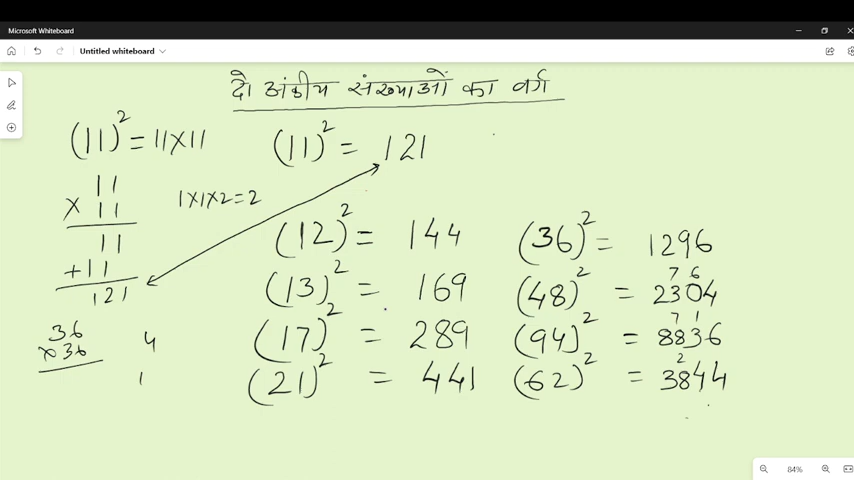 Microsoft Whiteboard
Untitled whiteboard
दो अंकीय संख्याओं का वर्ग
(11)² = 11×11
(11)² = 121
11
× 11
11
+11
121
1×1×2=2
(12)² = 144
(13)² = 169
(17)² = 289
(21)² = 441
(36)² = 1296
7 6
(48)² = 2304
7 1
(94)² = 8836
2
(62)² = 3844
36
×36
4
1
84%